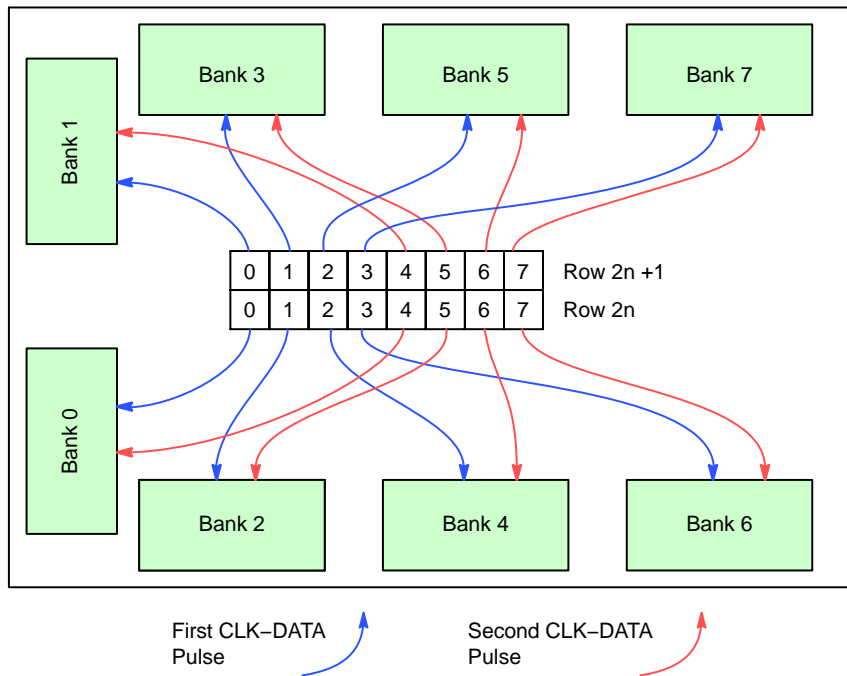 Bank 3
Bank 5
Bank 7
Bank 1
0 1 2 3 4 5 6 7 Row 2n +1
0 1 2 3 4 5 6 7 Row 2n
Bank 0
Bank 2
Bank 4
Bank 6
First CLK−DATA
Pulse
Second CLK−DATA
Pulse